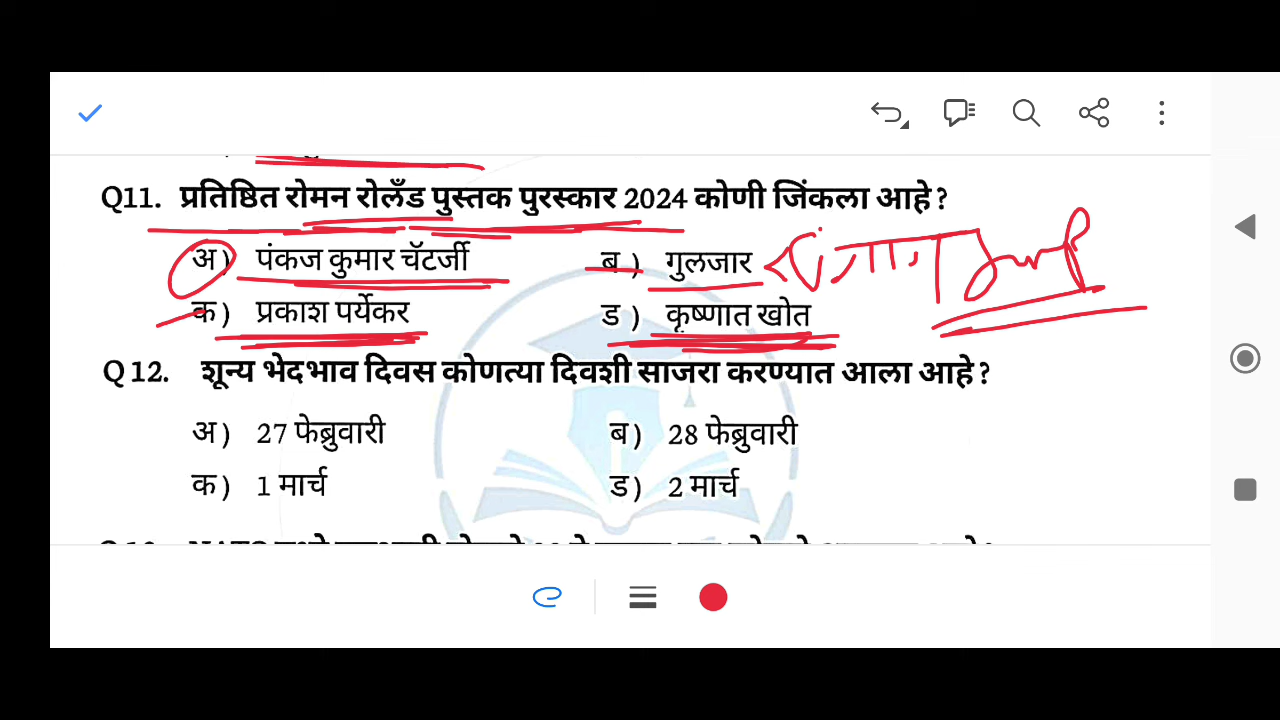 Q11. प्रतिष्ठित रोमन रोलँड पुस्तक पुरस्कार 2024 कोणी जिंकला आहे?
अ) पंकज कुमार चॅटर्जी ब ) गुलजार
क) प्रकाश पर्येकर ड ) कृष्णात खोत
Q 12. शून्य भेदभाव दिवस कोणत्या दिवशी साजरा करण्यात आला आहे?
अ) 27 फेब्रुवारी ब) 28 फेब्रुवारी
क) 1 मार्च ड) 2 मार्च